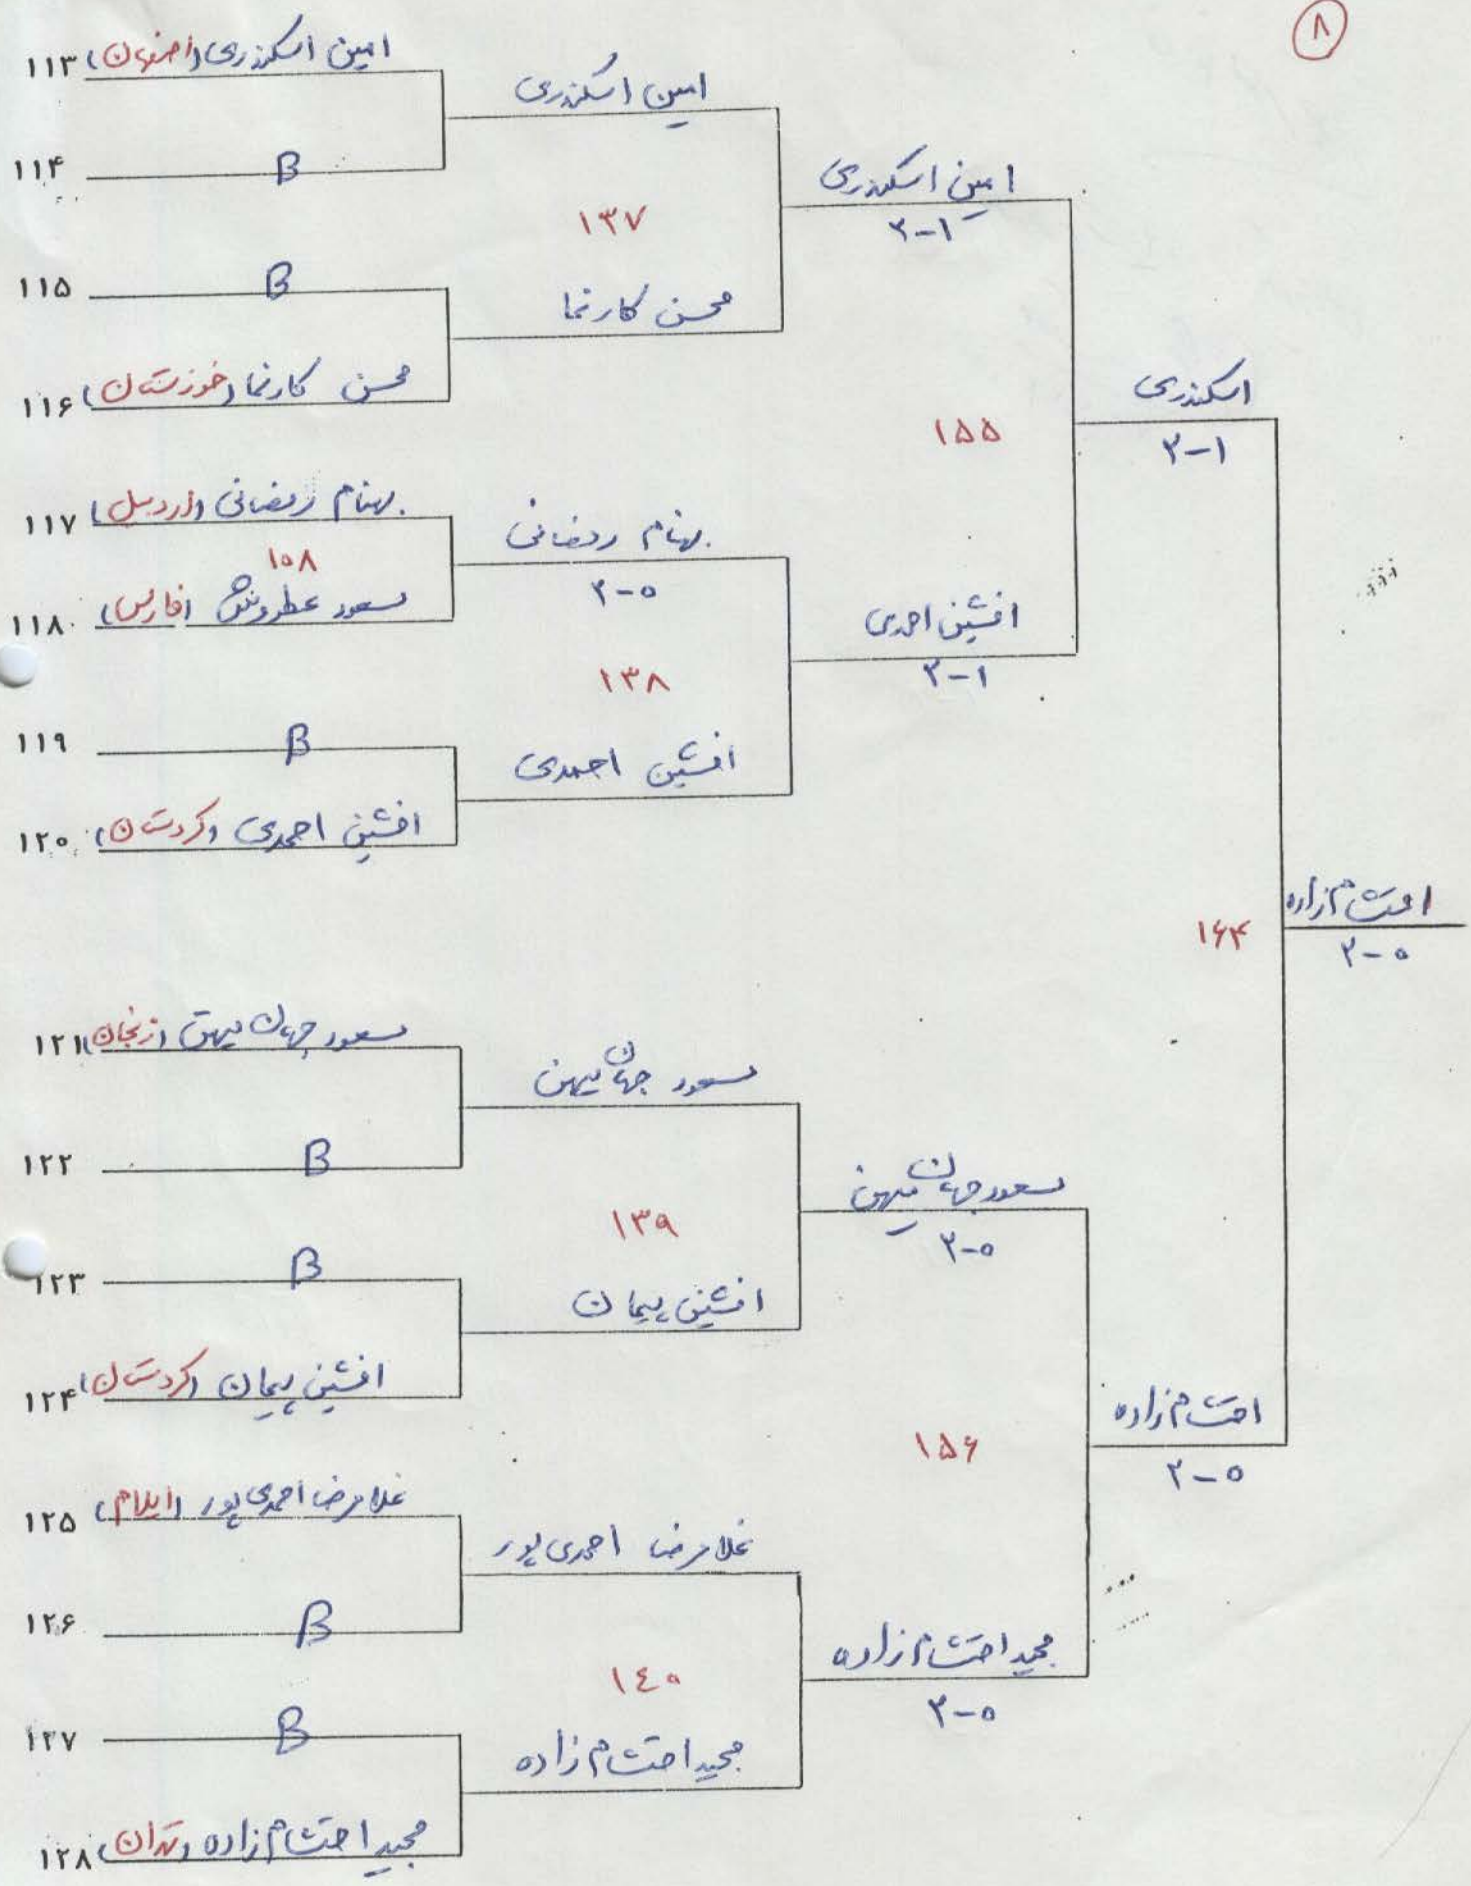 ۸
۱۱۳ امین اسکندری (اصفهان)
۱۱۴ B
۱۱۵ B
۱۱۶ محسن کارنما (خوزستان)
۱۱۷ بهنام رمضانی (اردبیل)
۱۰۸
۱۱۸ مسعود عطروش (فارس)
۱۱۹ B
۱۲۰ افشین احمدی (کردستان)
۱۲۱ مسعود جهان میهن (زنجان)
۱۲۲ B
۱۲۳ B
۱۲۴ افشین پیمان (کردستان)
۱۲۵ غلامرضا احمدی پور (ایلام)
۱۲۶ B
۱۲۷ B
۱۲۸ مجید احتشام زاده (تهران)
امین اسکندری
۱۳۷
محسن کارنما
بهنام رمضانی
۲-۰
۱۳۸
افشین احمدی
مسعود جهان میهن
۱۳۹
افشین پیمان
غلامرضا احمدی پور
۱۴۰
مجید احتشام زاده
امین اسکندری
۲-۱
۱۵۵
افشین احمدی
۲-۱
مسعود جهان میهن
۲-۰
۱۵۶
مجید احتشام زاده
۲-۰
اسکندری
۲-۱
۱۶۴
احتشام زاده
۲-۰
احتشام زاده
۲-۰